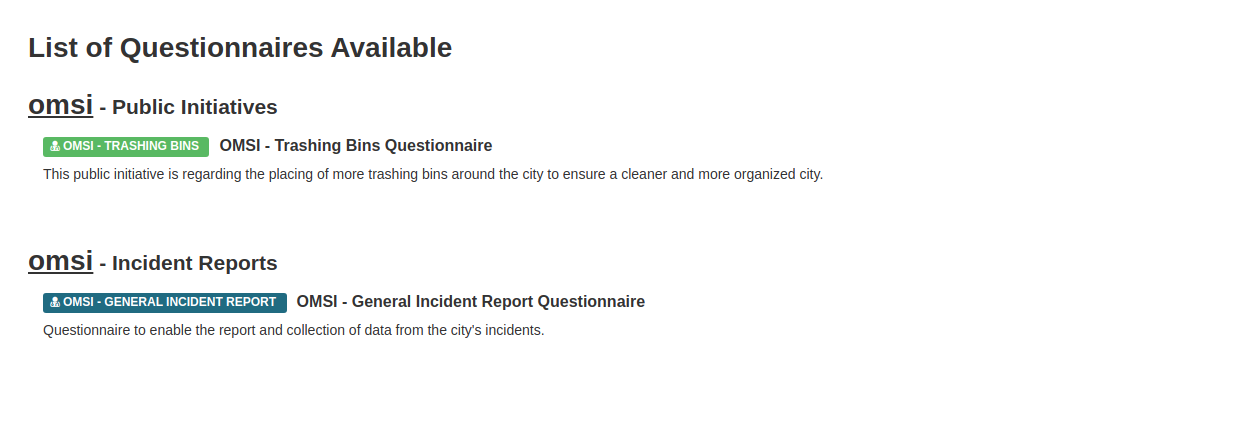 List of Questionnaires Available
omsi - Public Initiatives
OMSI - TRASHING BINS OMSI - Trashing Bins Questionnaire
This public initiative is regarding the placing of more trashing bins around the city to ensure a cleaner and more organized city.
omsi - Incident Reports
OMSI - GENERAL INCIDENT REPORT OMSI - General Incident Report Questionnaire
Questionnaire to enable the report and collection of data from the city's incidents.